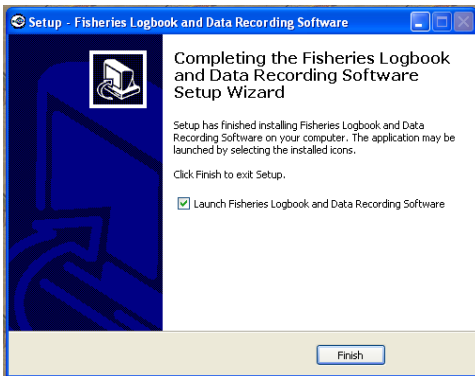 Setup - Fisheries Logbook and Data Recording Software
Completing the Fisheries Logbook
and Data Recording Software
Setup Wizard
Setup has finished installing Fisheries Logbook and Data
Recording Software on your computer. The application may be
launched by selecting the installed icons.
Click Finish to exit Setup.
Launch Fisheries Logbook and Data Recording Software
Finish